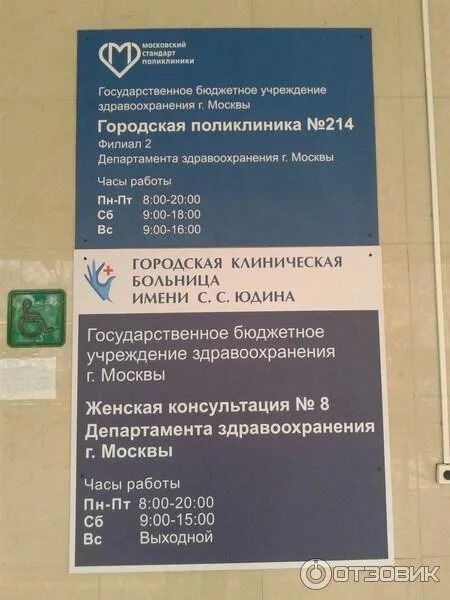 московский
стандарт
поликлиники
Государственное бюджетное учреждение
здравоохранения г. Москвы
Городская поликлиника №214
Филиал 2
Департамента здравоохранения г. Москвы
Часы работы
Пн-Пт 8:00-20:00
Сб 9:00-18:00
Вс 9:00-16:00
ГОРОДСКАЯ КЛИНИЧЕСКАЯ
БОЛЬНИЦА
ИМЕНИ С. С. ЮДИНА
Государственное бюджетное
учреждение здравоохранения
г. Москвы
Женская консультация № 8
Департамента здравоохранения
г. Москвы
Часы работы
Пн-Пт 8:00-20:00
Сб 9:00-15:00
Вс Выходной
ОТЗОВИК